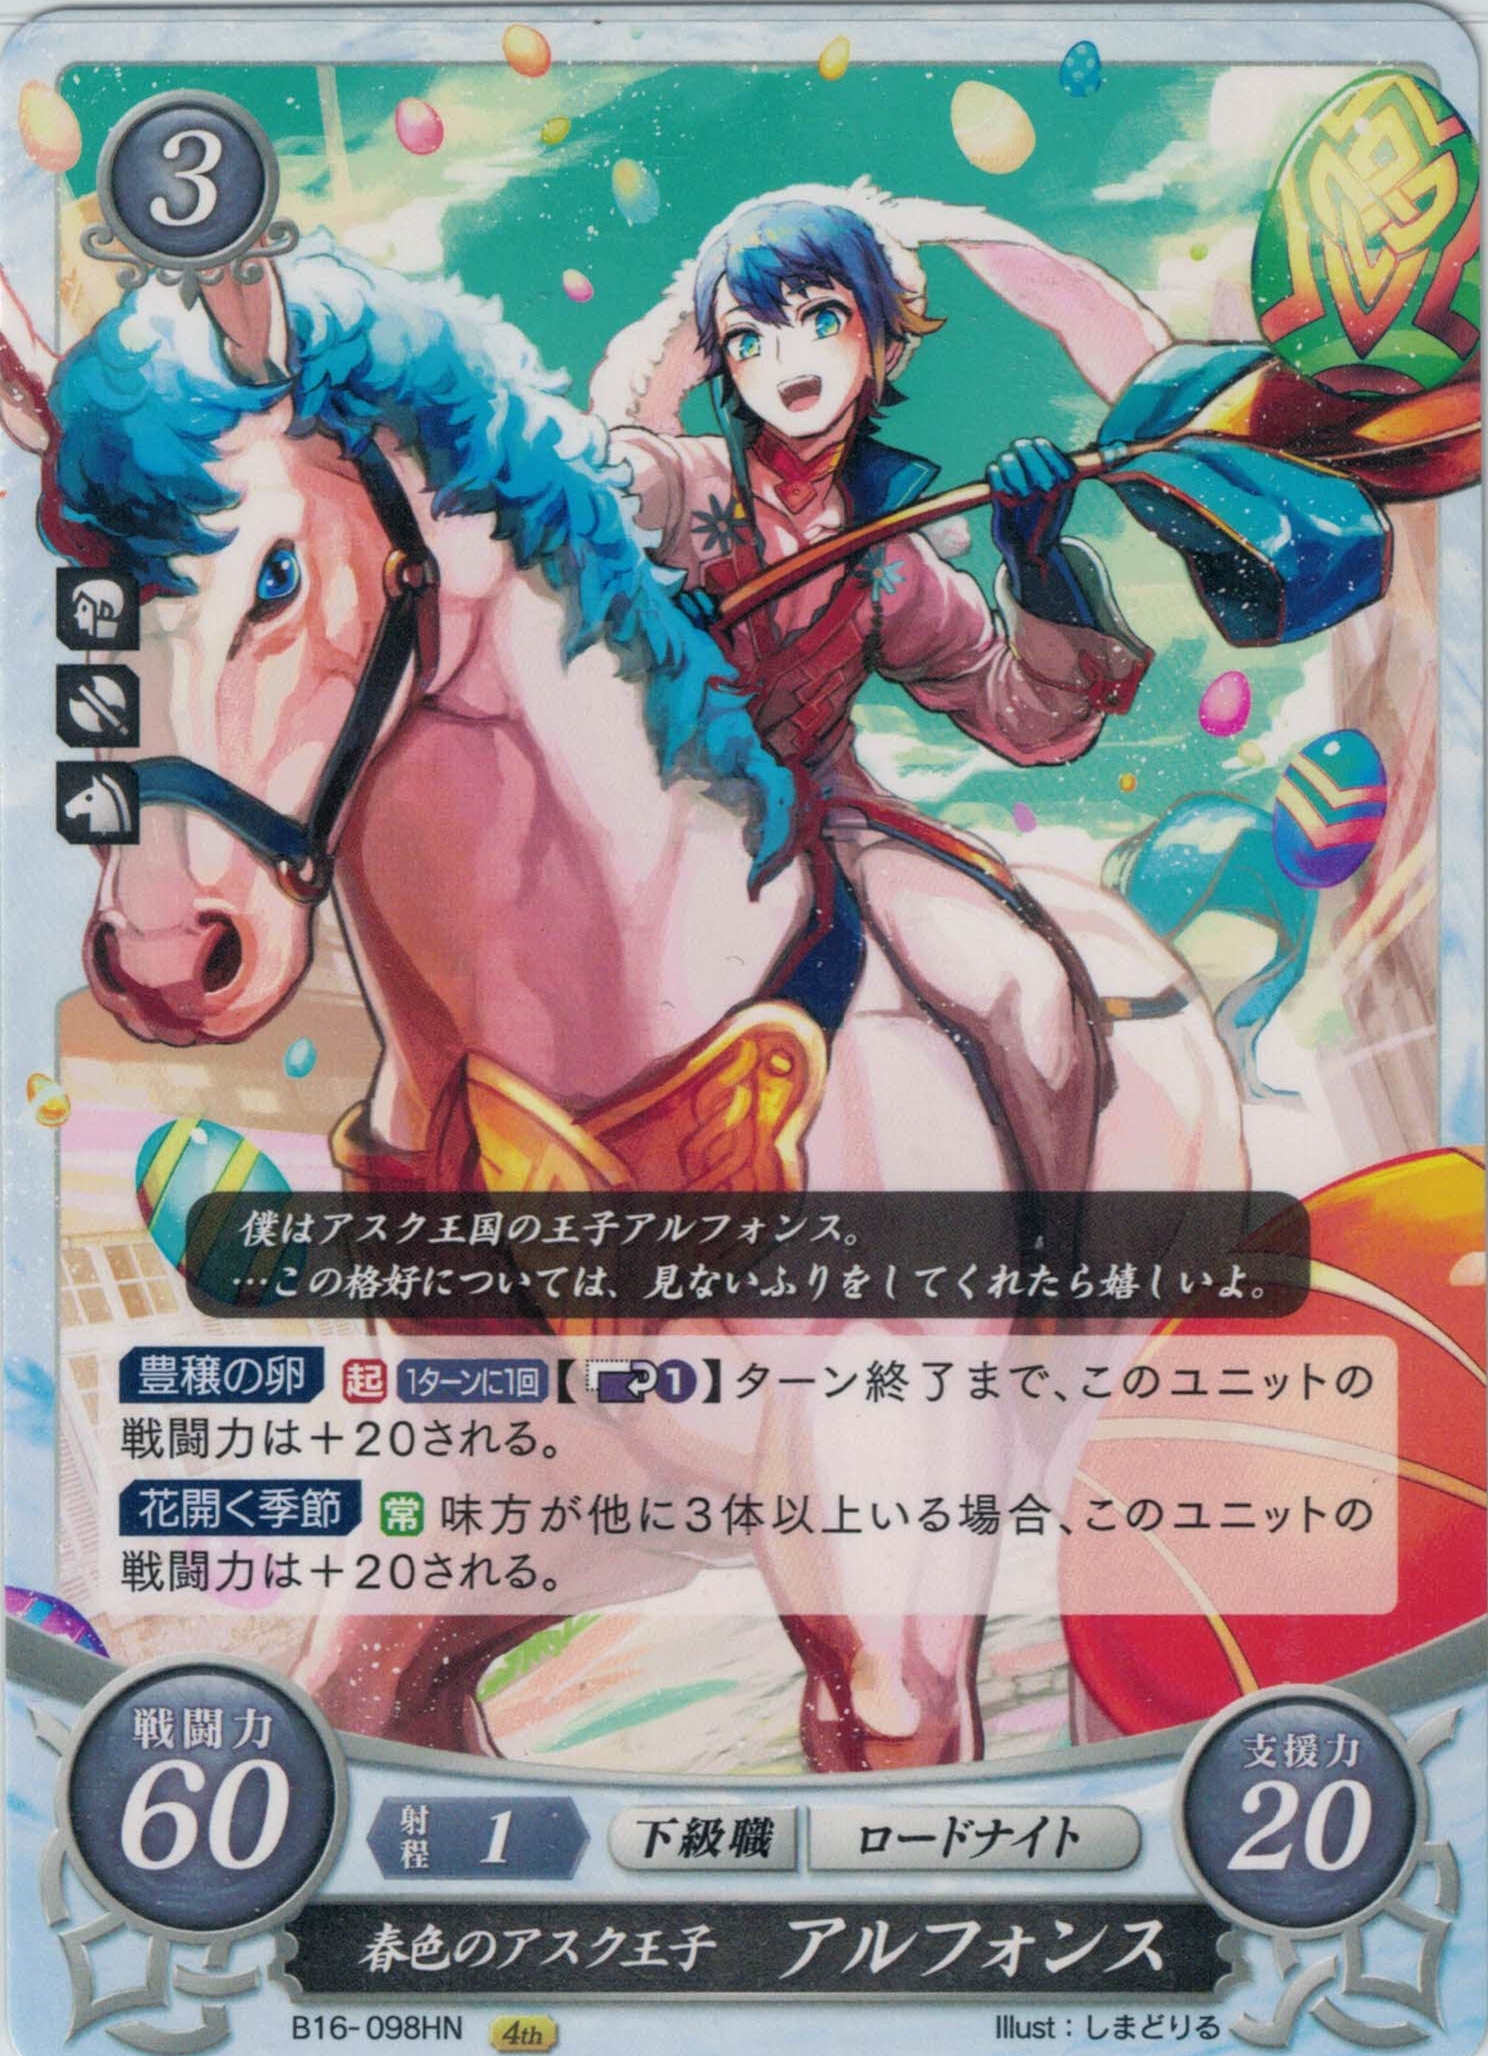 3
僕はアスク王国の王子アルフォンス。
…この格好については、見ないふりをしてくれたら嬉しいよ。
豊穣の卵 起 1ターンに1回【1】ターン終了まで、このユニットの
戦闘力は＋20される。
花開く季節 常 味方が他に3体以上いる場合、このユニットの
戦闘力は＋20される。
戦闘力
60
射程 1
下級職 ロードナイト
支援力
20
春色のアスク王子 アルフォンス
B16-098HN 4th Illust：しまどりる